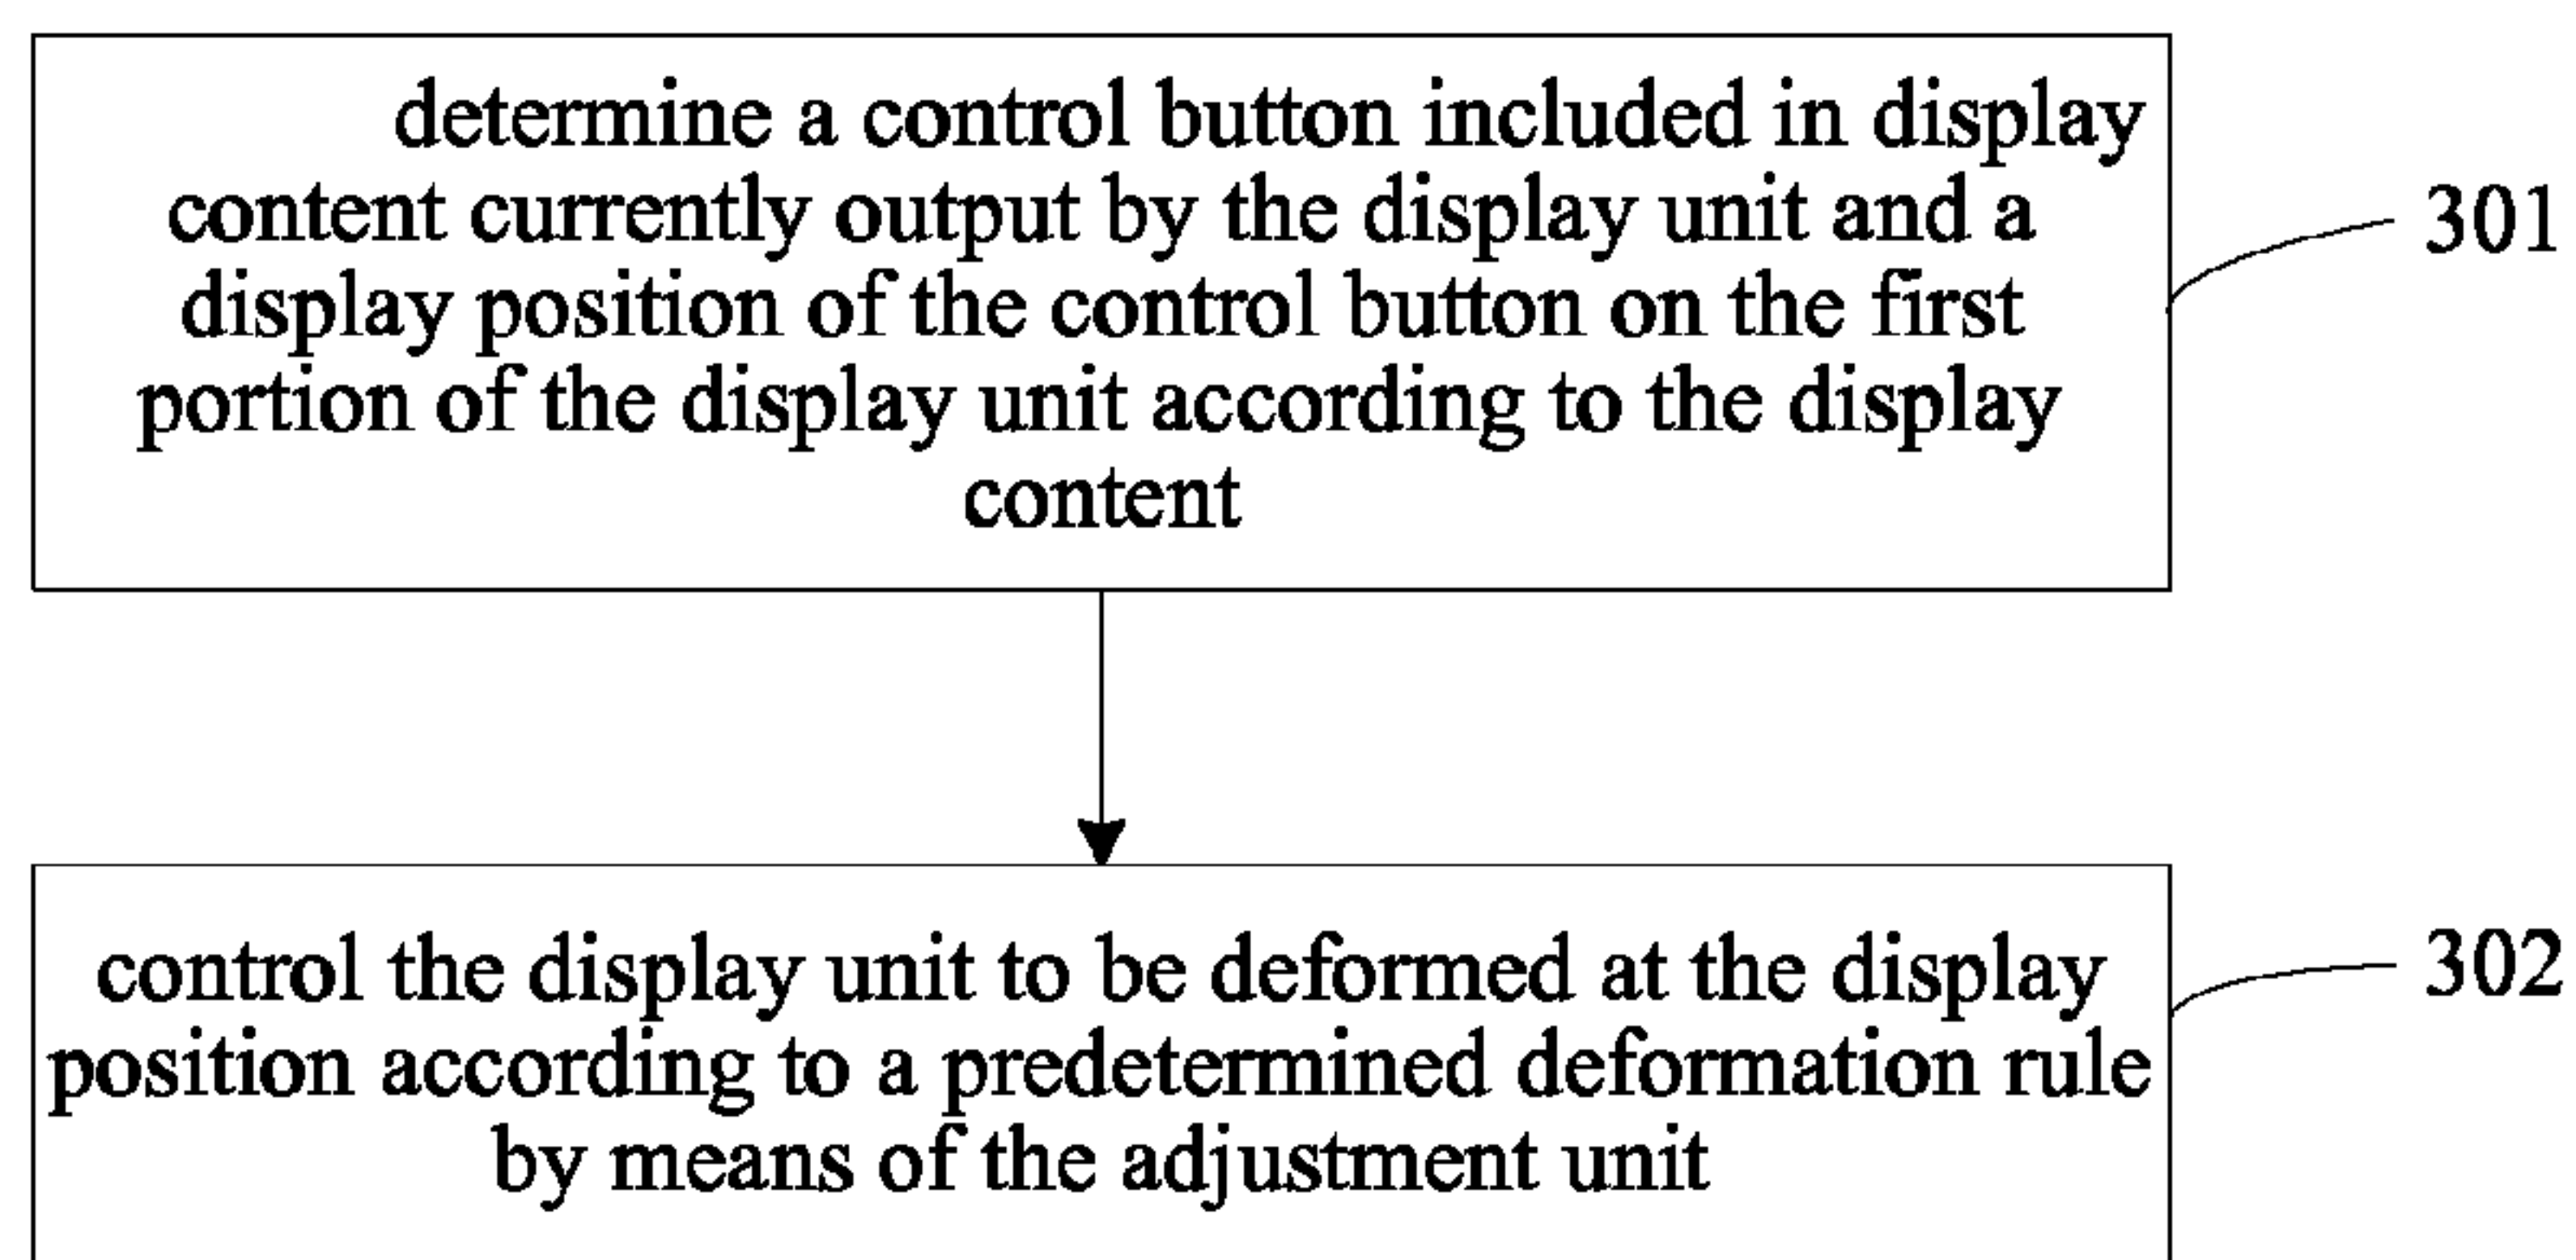 determine a control button included in display
content currently output by the display unit and a
display position of the control button on the first
portion of the display unit according to the display
content
301
control the display unit to be deformed at the display
position according to a predetermined deformation rule
by means of the adjustment unit
302